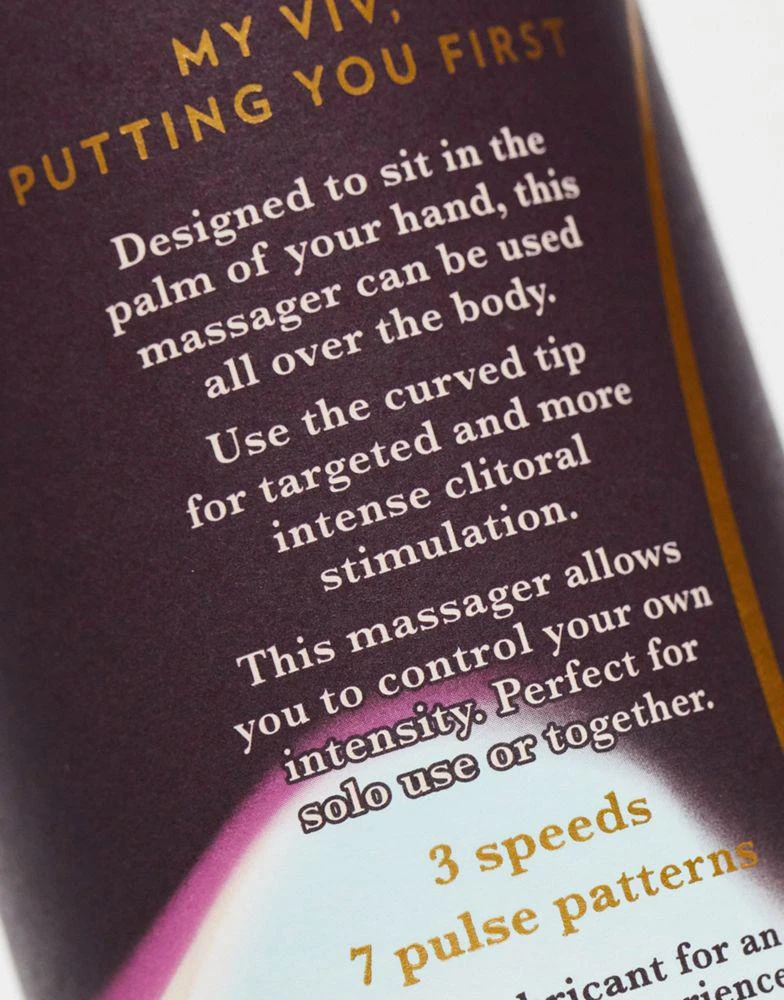 MY VIV,
PUTTING YOU FIRST
Designed to sit in the
palm of your hand, this
massager can be used
all over the body.
Use the curved tip
for targeted and more
intense clitoral
stimulation.
This massager allows
you to control your own
intensity. Perfect for
solo use or together.
3 speeds
7 pulse patterns
for an